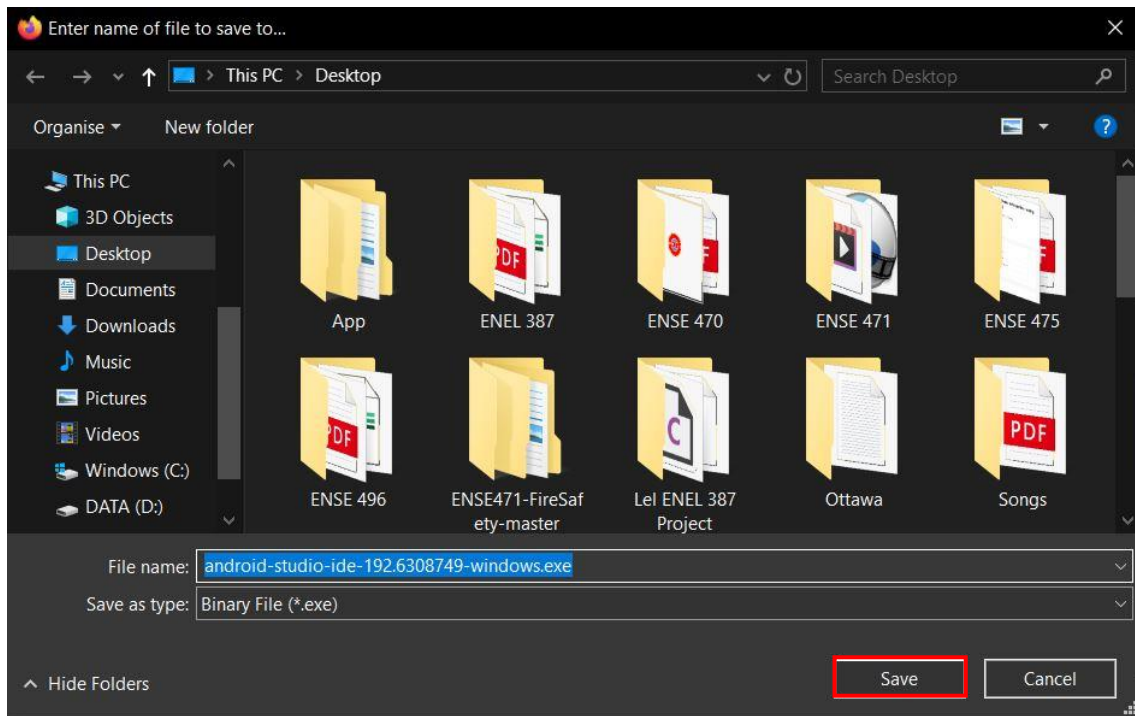 Enter name of file to save to...
This PC > Desktop
Search Desktop
Organise
New folder
This PC
3D Objects
Desktop
Documents
Downloads
Music
Pictures
Videos
Windows (C:)
DATA (D:)
PDF
App
ENEL 387
ENSE 470
ENSE 471
ENSE 475
PDF
C
PDF
ENSE 496
ENSE471-FireSaf
ety-master
Lel ENEL 387
Project
Ottawa
Songs
File name: android-studio-ide-192.6308749-windows.exe
Save as type: Binary File (*.exe)
Hide Folders
Save
Cancel